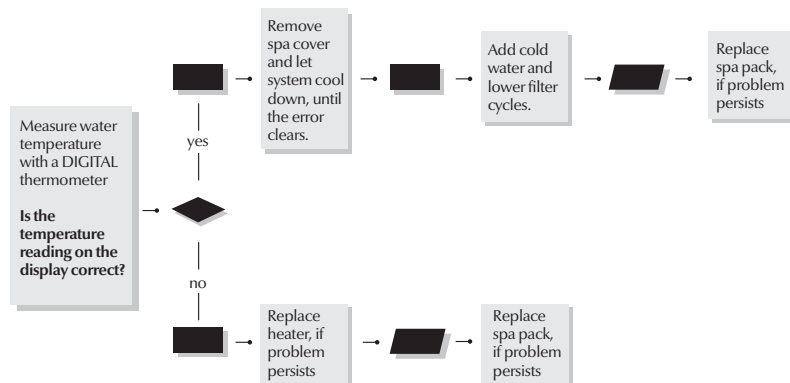 Measure water
temperature
with a DIGITAL
thermometer
Is the
temperature
reading on the
display correct?
yes
Remove
spa cover
and let
system cool
down, until
the error
clears.
Add cold
water and
lower filter
cycles.
Replace
spa pack,
if problem
persists
no
Replace
heater, if
problem
persists
Replace
spa pack,
if problem
persists